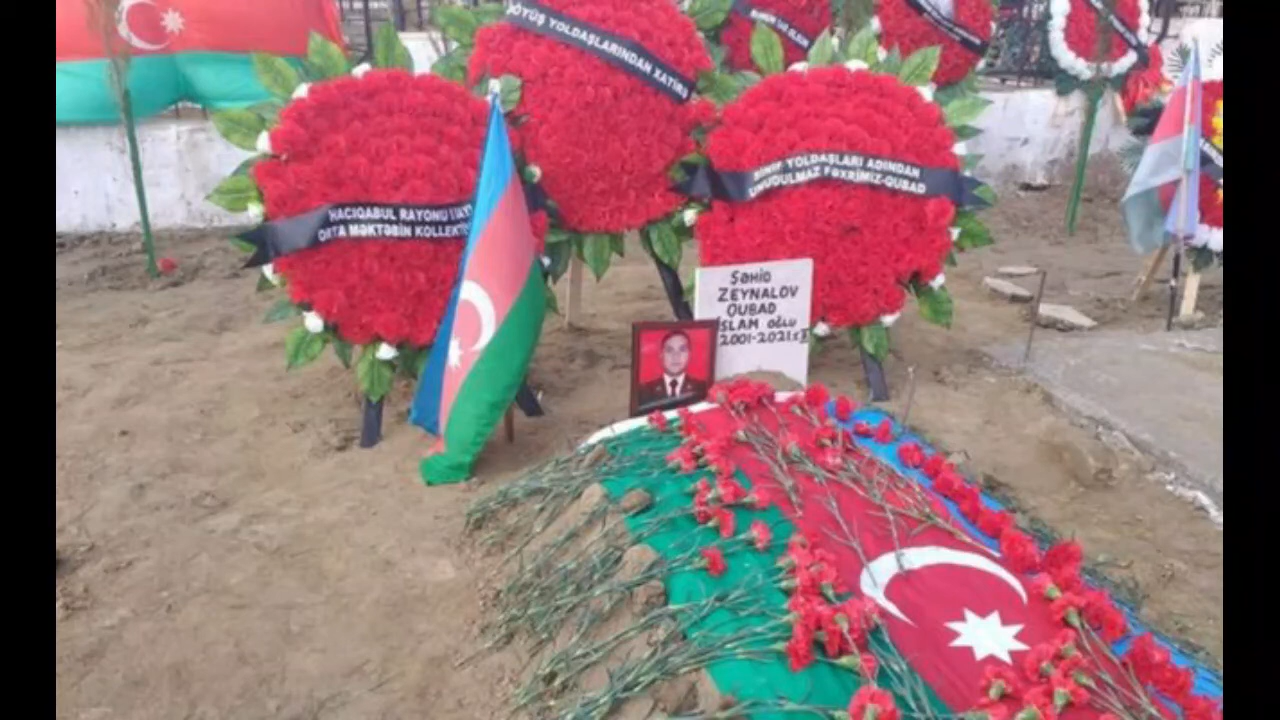 DÖYÜŞ YOLDAŞLARINDAN XATİRƏ
HACIQABUL RAYONU
ORTA MƏKTƏBİN KOLLEKTİ
SİNİF YOLDAŞLARI ADINDAN
UNUDULMAZ FƏXRİMİZ-QUBAD
ŞƏHİD
ZEYNALOV
QUBAD
İSLAM OĞLU
2001-2021